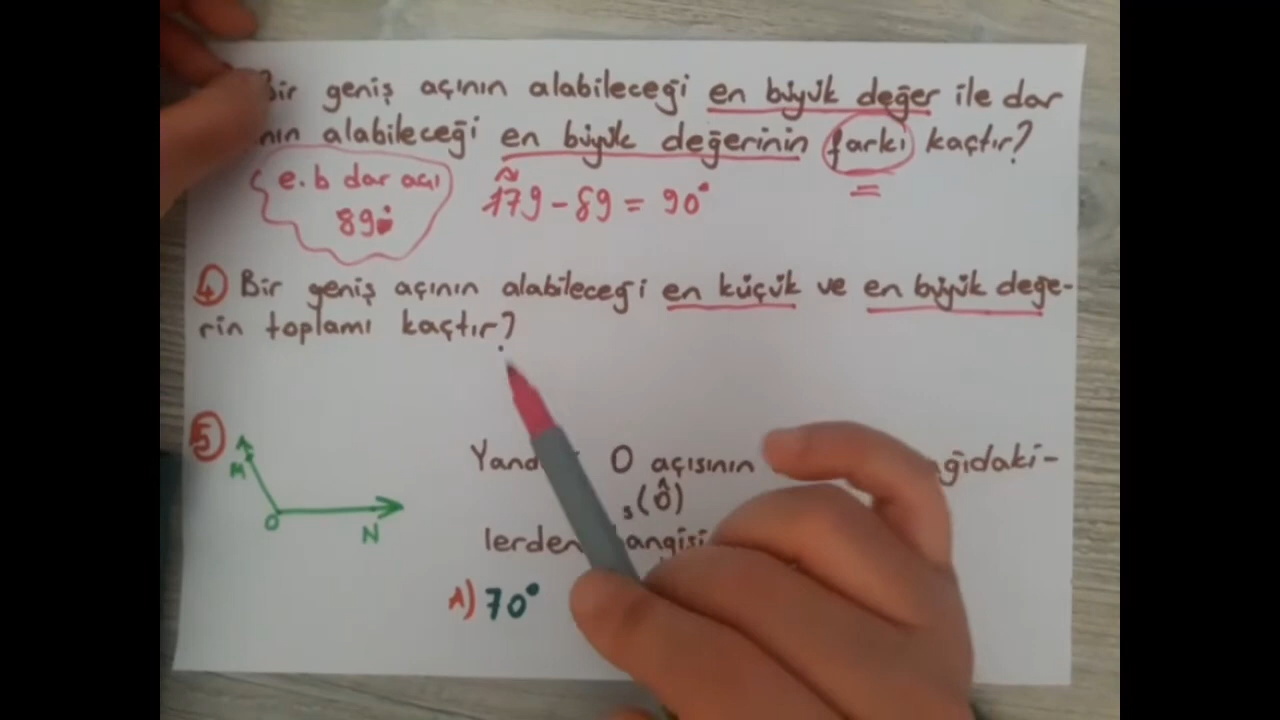 Bir geniş açının alabileceği en büyük değer ile dar
nın alabileceği en büyük değerinin farkı kaçtır?
e.b dar açı
89°
179 - 89 = 90°
4 Bir geniş açının alabileceği en küçük ve en büyük değe-
rin toplamı kaçtır?
5
M
O
N
O açısının
s(Ô)
lerden hangisi
A) 70°